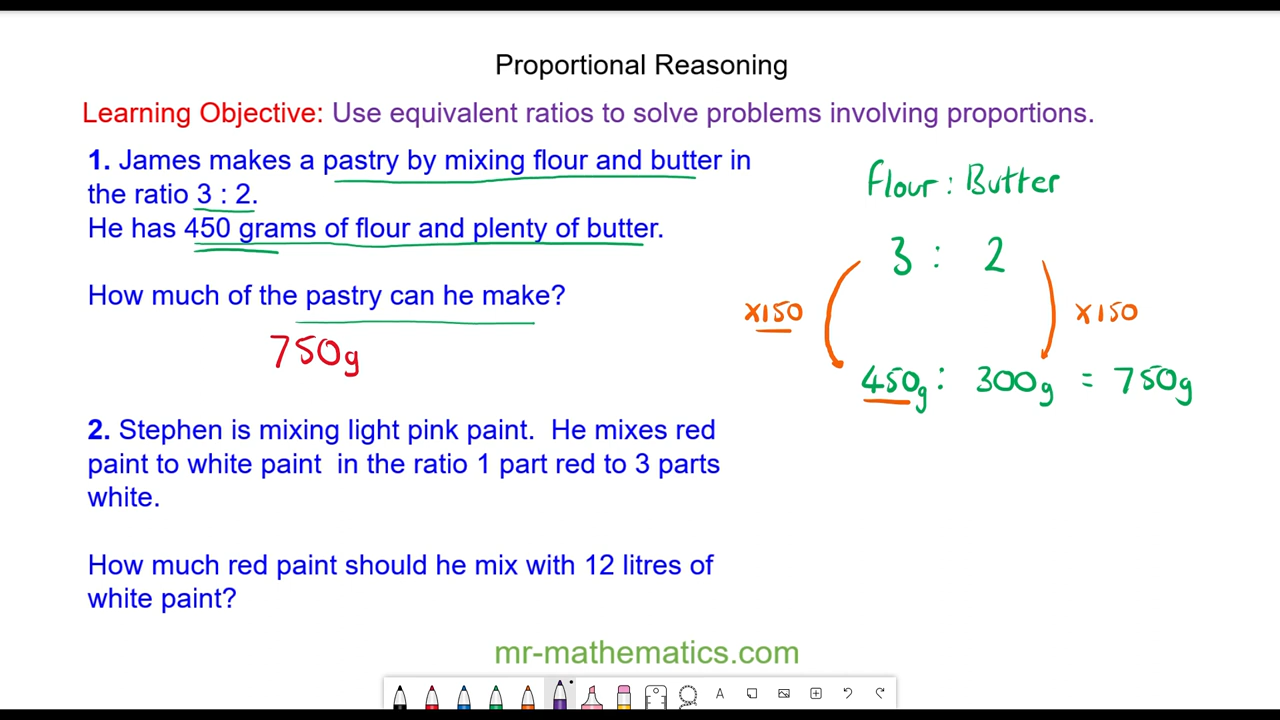 Proportional Reasoning
Learning Objective: Use equivalent ratios to solve problems involving proportions.
1. James makes a pastry by mixing flour and butter in
the ratio 3 : 2.
He has 450 grams of flour and plenty of butter.
How much of the pastry can he make?
750g
Flour : Butter
3 : 2
×150 ×150
450g : 300g = 750g
2. Stephen is mixing light pink paint. He mixes red
paint to white paint in the ratio 1 part red to 3 parts
white.
How much red paint should he mix with 12 litres of
white paint?
mr-mathematics.com
A